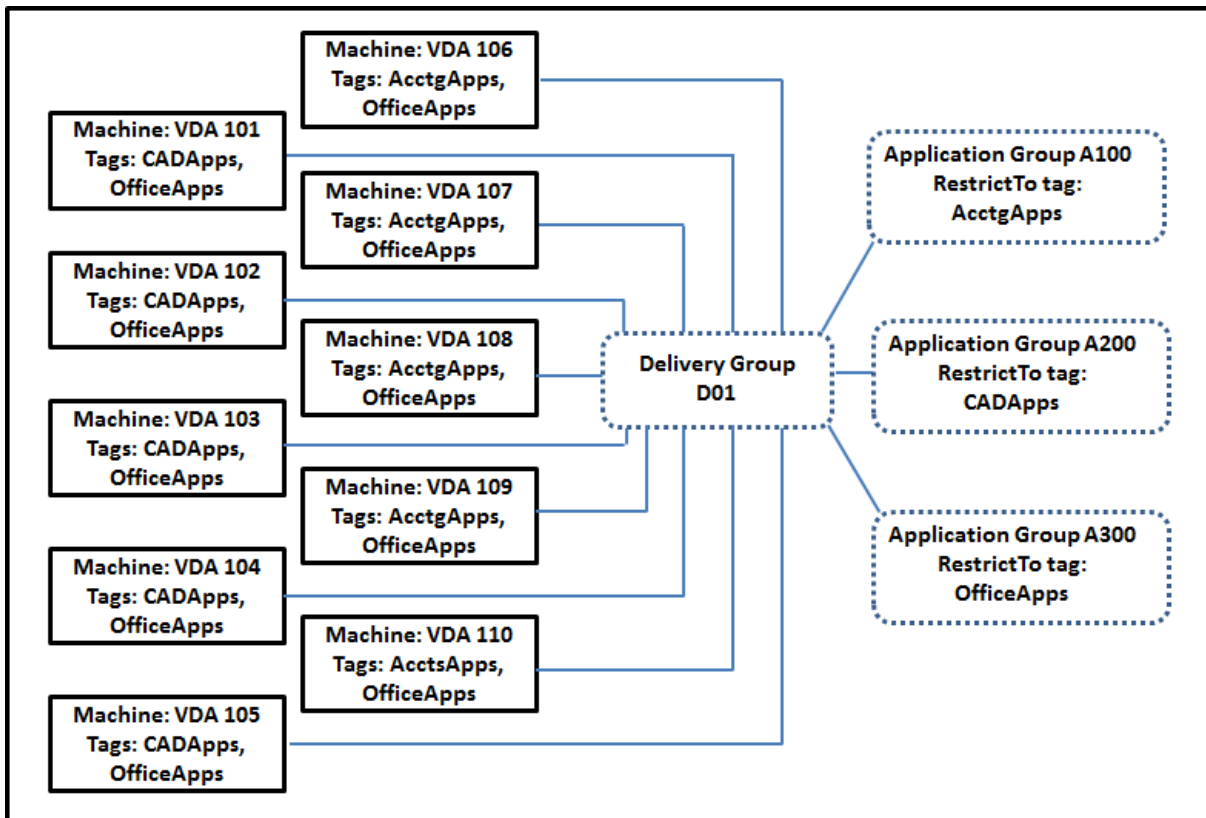 Machine: VDA 106
Tags: AcctgApps,
OfficeApps
Machine: VDA 101
Tags: CADApps,
OfficeApps
Machine: VDA 107
Tags: AcctgApps,
OfficeApps
Machine: VDA 102
Tags: CADApps,
OfficeApps
Machine: VDA 108
Tags: AcctgApps,
OfficeApps
Machine: VDA 103
Tags: CADApps,
OfficeApps
Machine: VDA 109
Tags: AcctgApps,
OfficeApps
Machine: VDA 104
Tags: CADApps,
OfficeApps
Machine: VDA 110
Tags: AcctsApps,
OfficeApps
Machine: VDA 105
Tags: CADApps,
OfficeApps
Delivery Group
D01
Application Group A100
RestrictTo tag:
AcctgApps
Application Group A200
RestrictTo tag:
CADApps
Application Group A300
RestrictTo tag:
OfficeApps